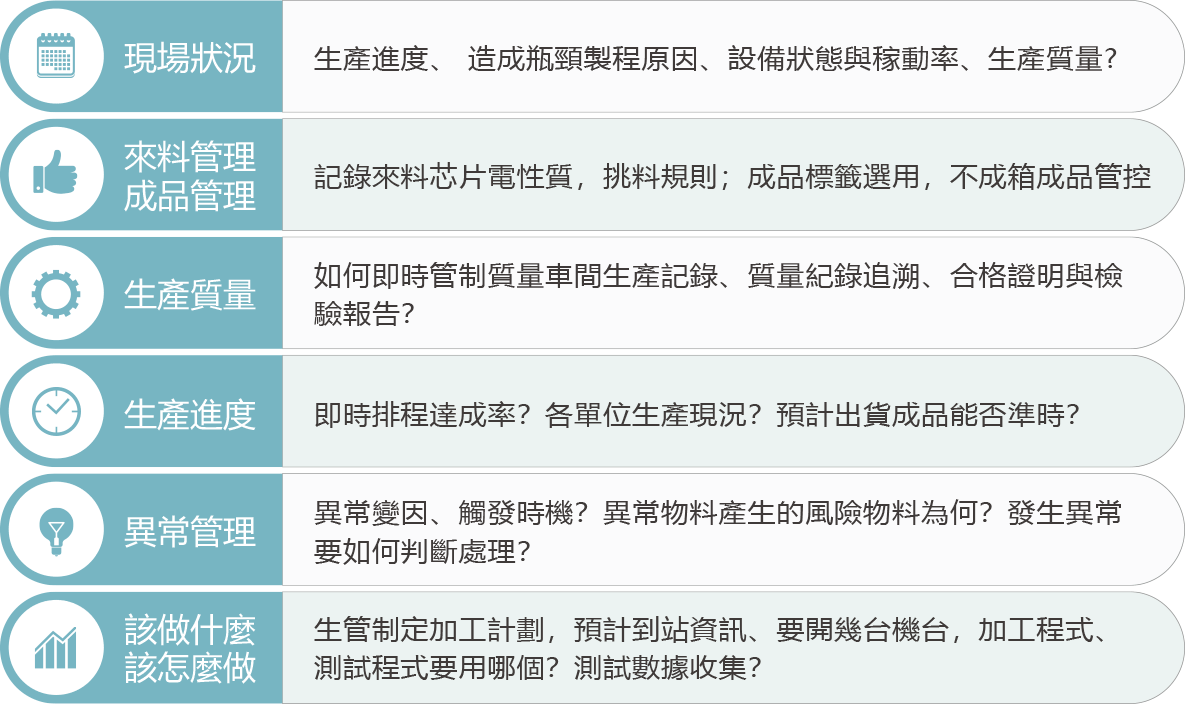 現場狀況
生產進度、 造成瓶頸製程原因、設備狀態與稼動率、生產質量?
來料管理
成品管理
記錄來料芯片電性質，挑料規則；成品標籤選用，不成箱成品管控
生產質量
如何即時管制質量車間生產記錄、質量紀錄追溯、合格證明與檢
驗報告?
生產進度
即時排程達成率? 各單位生產現況? 預計出貨成品能否準時?
異常管理
異常變因、觸發時機? 異常物料產生的風險物料為何? 發生異常
要如何判斷處理?
該做什麼
該怎麼做
生管制定加工計劃，預計到站資訊、要開幾台機台，加工程式、
測試程式要用哪個? 測試數據收集?